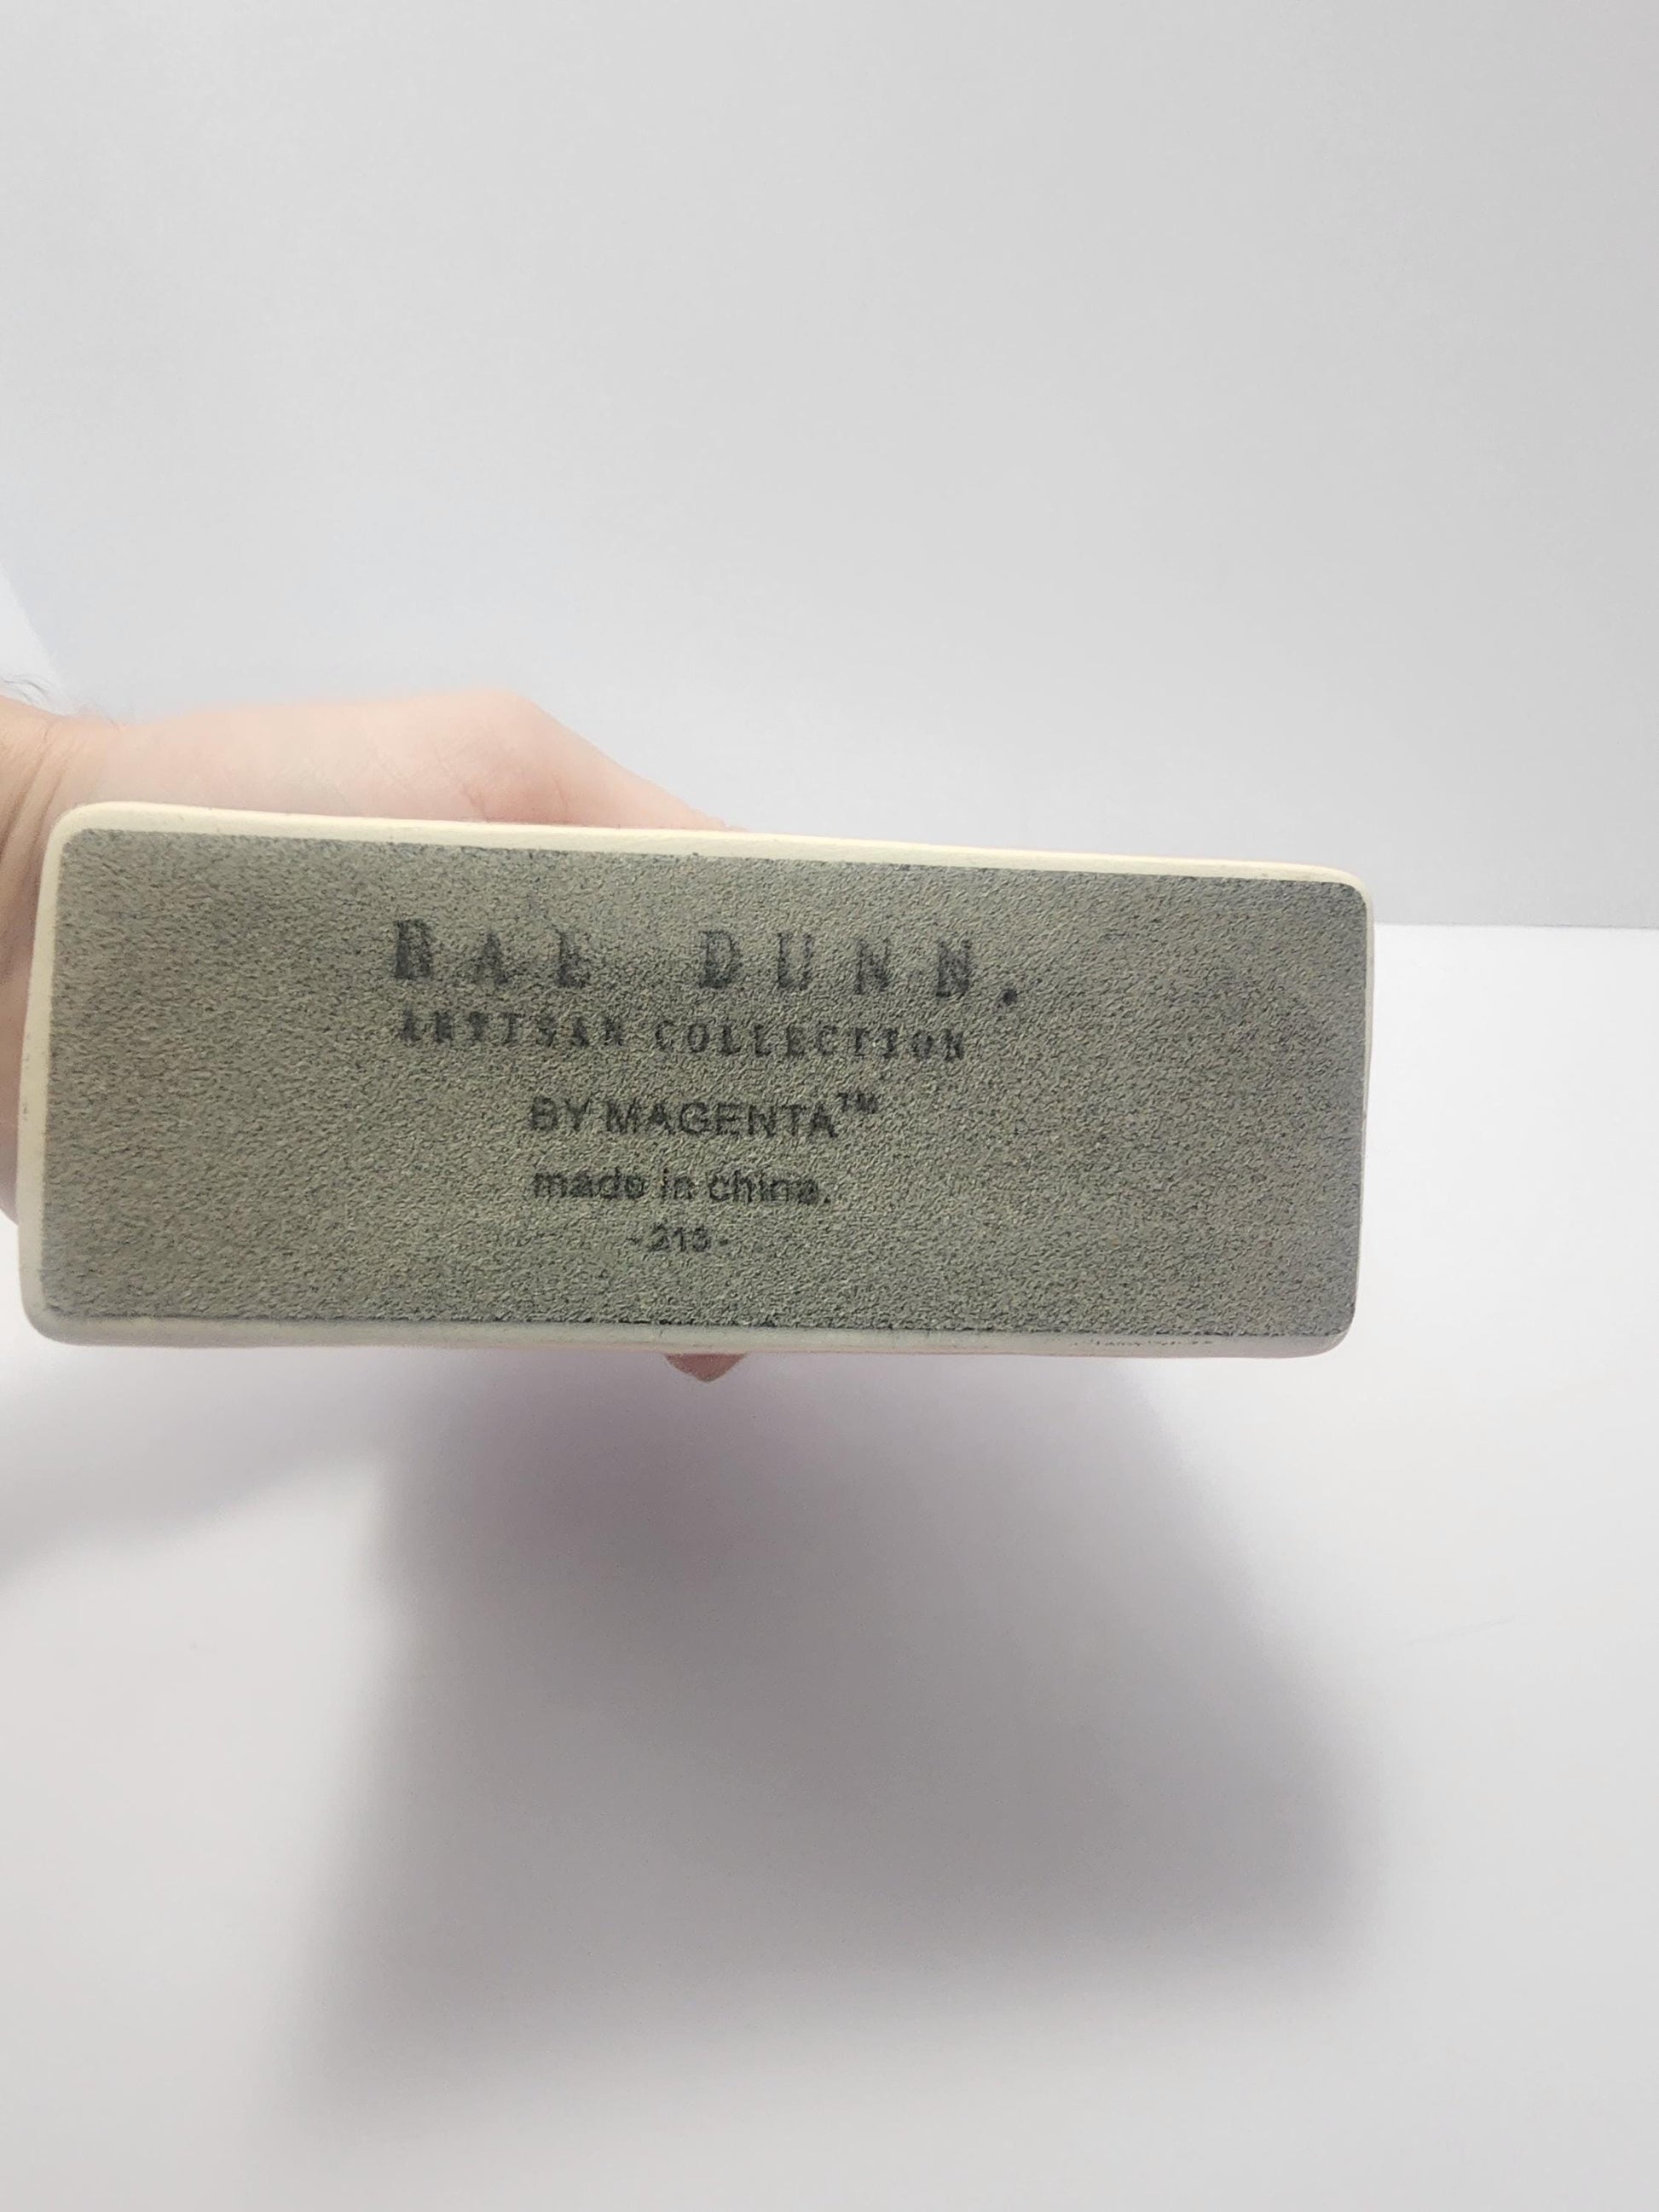 RAE DUNN.
ARTISAN COLLECTION
BY MAGENTA™
made in china.
-213-